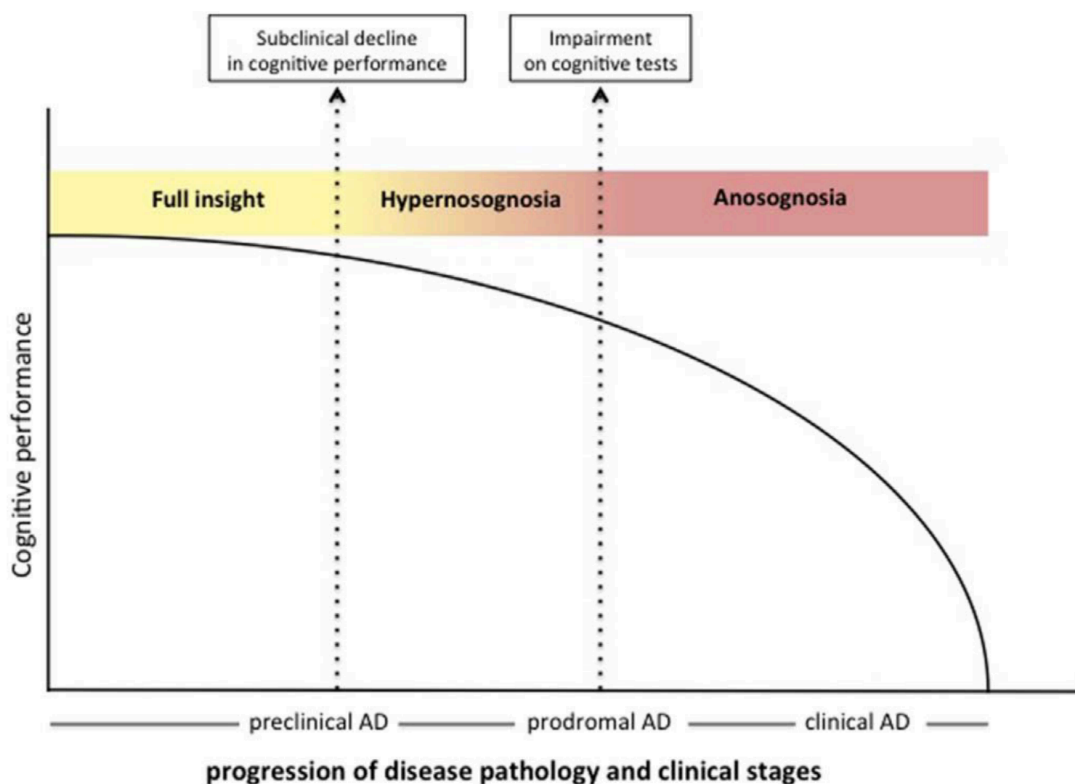 Subclinical decline
in cognitive performance
Impairment
on cognitive tests
Full insight
Hypernosognosia
Anosognosia
Cognitive performance
preclinical AD
prodromal AD
clinical AD
progression of disease pathology and clinical stages